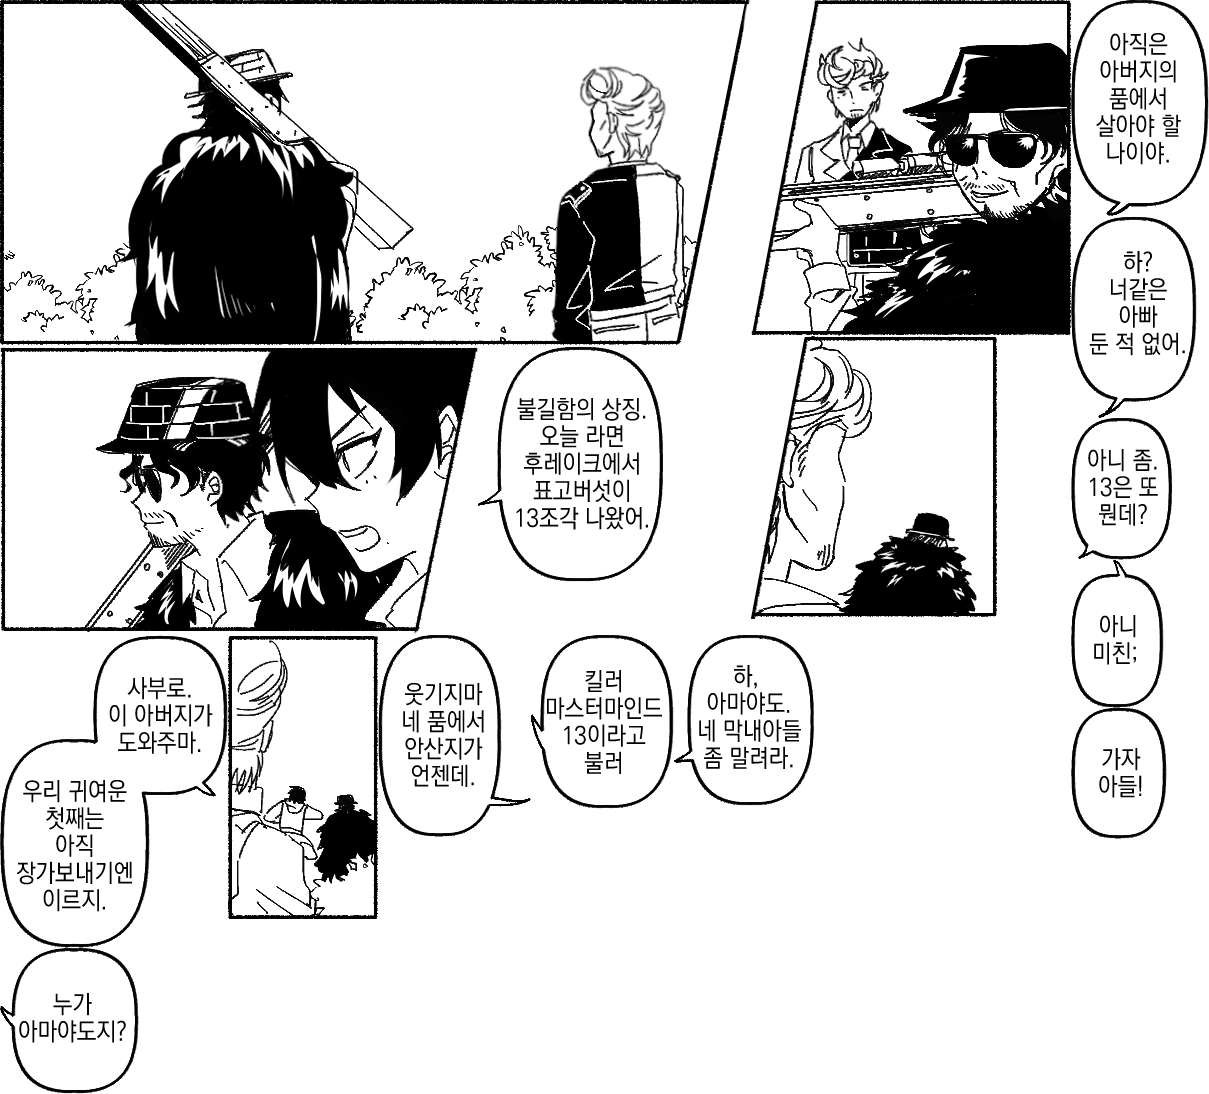 아직은
아버지의
품에서
살아야 할
나이야.
하?
너같은
아빠
둔 적 없어.
아니 좀.
13은 또
뭔데?
아니
미친;
가자
아들!
불길함의 상징.
오늘 라면
후레이크에서
표고버섯이
13조각 나왔어.
하,
아마야도.
네 막내아들
좀 말려라.
킬러
마스터마인드
13이라고
불러
웃기지마
네 품에서
안산지가
언젠데.
사부로.
이 아버지가
도와주마.
우리 귀여운
첫째는
아직
장가보내기엔
이르지.
누가
아마야도지?